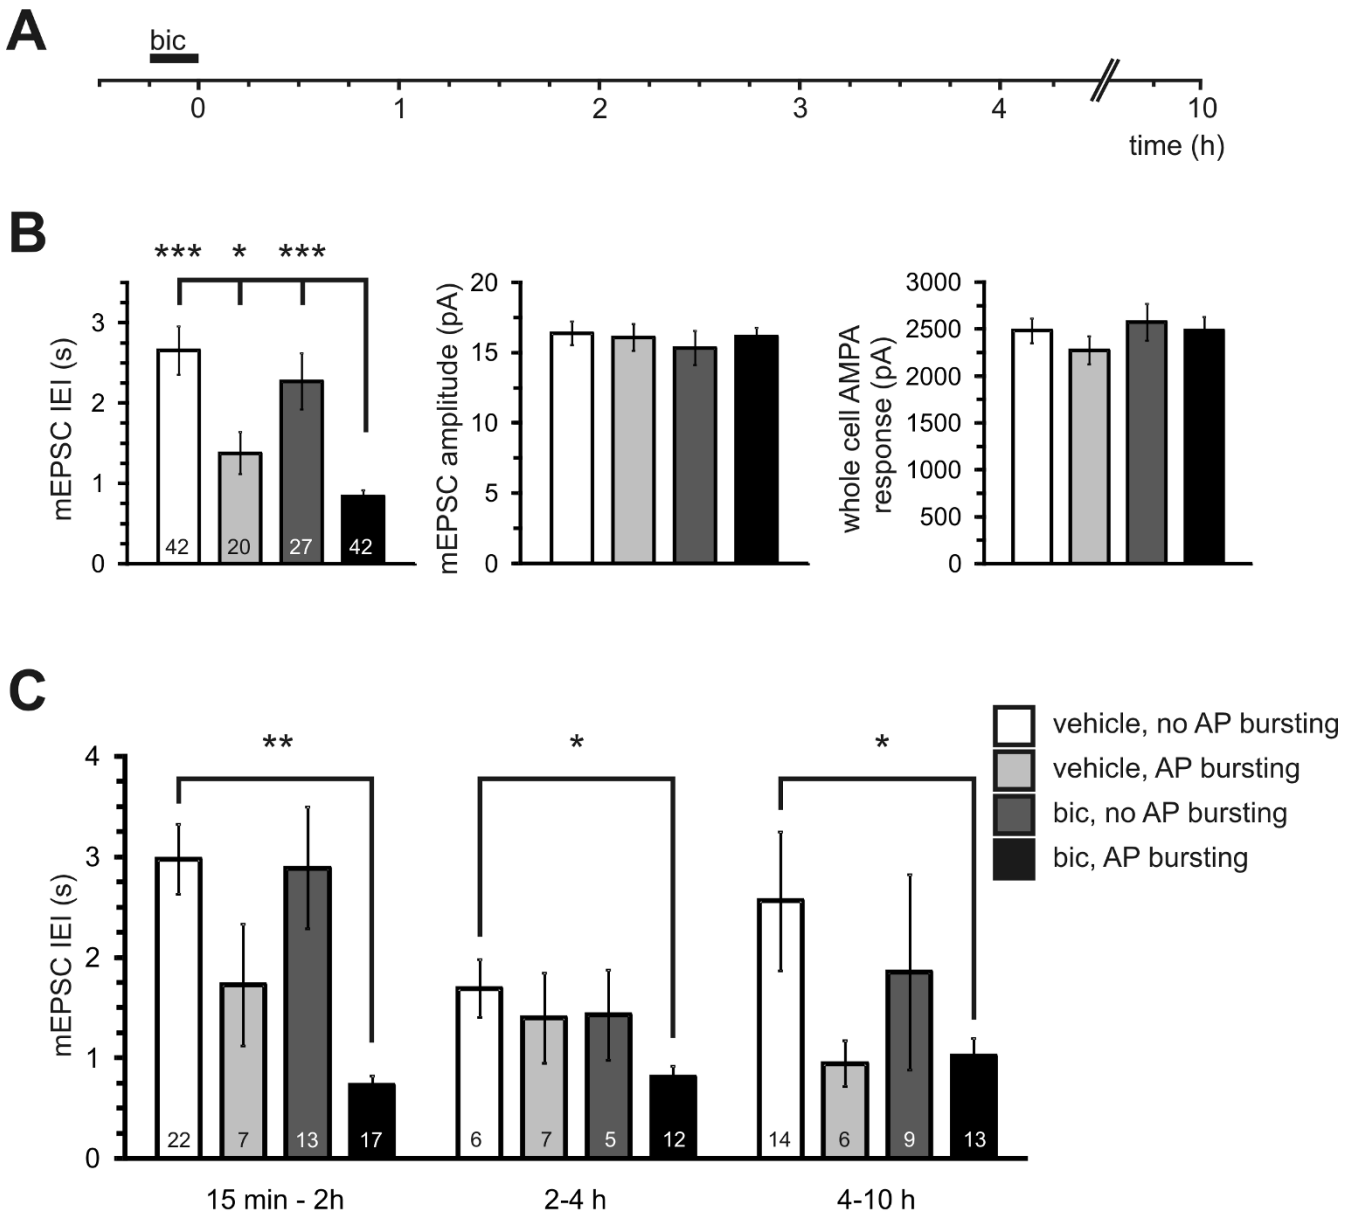 A
bic
0 1 2 3 4 10
time (h)
B
*** * ***
mEPSC IEI (s)
3
2
1
0
42 20 27 42
mEPSC amplitude (pA)
20
15
10
5
0
whole cell AMPA
response (pA)
3000
2500
2000
1500
1000
500
0
C
** * *
mEPSC IEI (s)
4
3
2
1
0
22 7 13 17 6 7 5 12 14 6 9 13
15 min - 2h 2-4 h 4-10 h
vehicle, no AP bursting
vehicle, AP bursting
bic, no AP bursting
bic, AP bursting